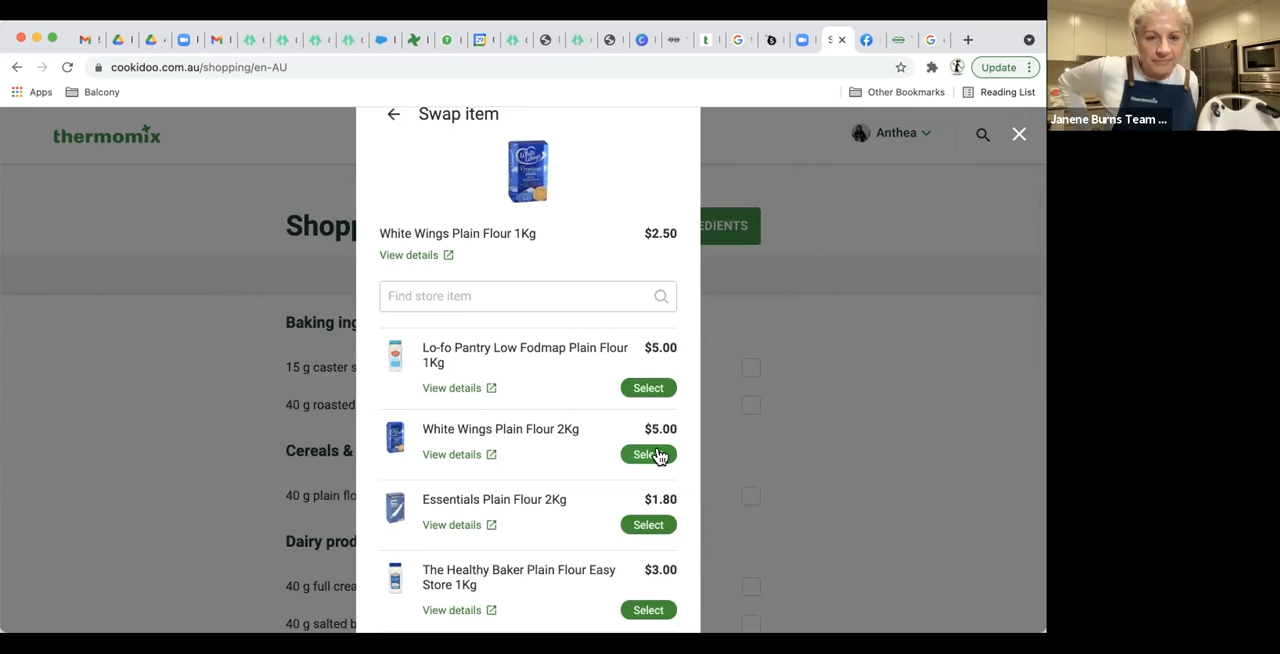 cookidoo.com.au/shopping/en-AU
Update
Apps
Balcony
Other Bookmarks
Reading List
Janene Burns Team ...
Swap item
thermomix
Anthea
Shopp
EDIENTS
White Wings Plain Flour 1Kg
$2.50
View details
Find store item
Baking ing
15 g caster s
40 g roasted
Cereals &
40 g plain flo
Dairy prod
40 g full crea
40 g salted b
Lo-fo Pantry Low Fodmap Plain Flour
1Kg
$5.00
View details
Select
White Wings Plain Flour 2Kg
$5.00
View details
Select
Essentials Plain Flour 2Kg
$1.80
View details
Select
The Healthy Baker Plain Flour Easy
Store 1Kg
$3.00
View details
Select